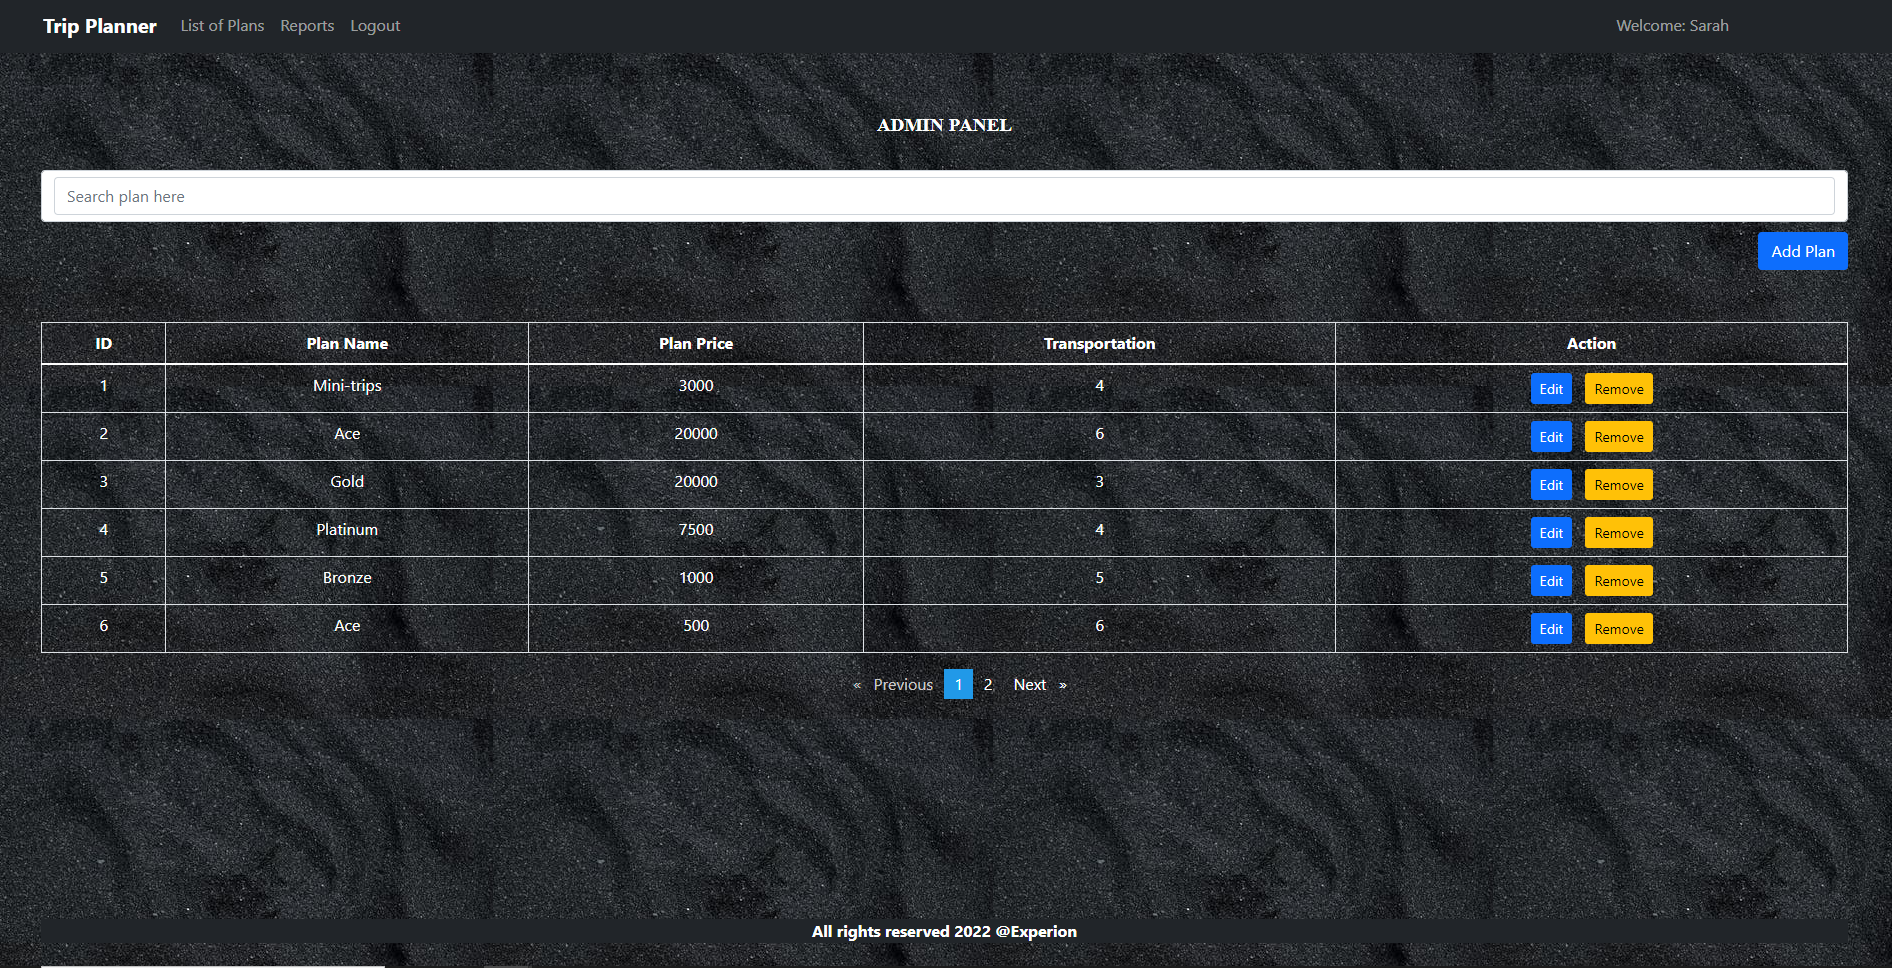 Trip Planner List of Plans Reports Logout Welcome: Sarah
ADMIN PANEL
Search plan here
Add Plan
ID Plan Name Plan Price Transportation Action
1 Mini-trips 3000 4 Edit Remove
2 Ace 20000 6 Edit Remove
3 Gold 20000 3 Edit Remove
4 Platinum 7500 4 Edit Remove
5 Bronze 1000 5 Edit Remove
6 Ace 500 6 Edit Remove
« Previous 1 2 Next »
All rights reserved 2022 @Experion